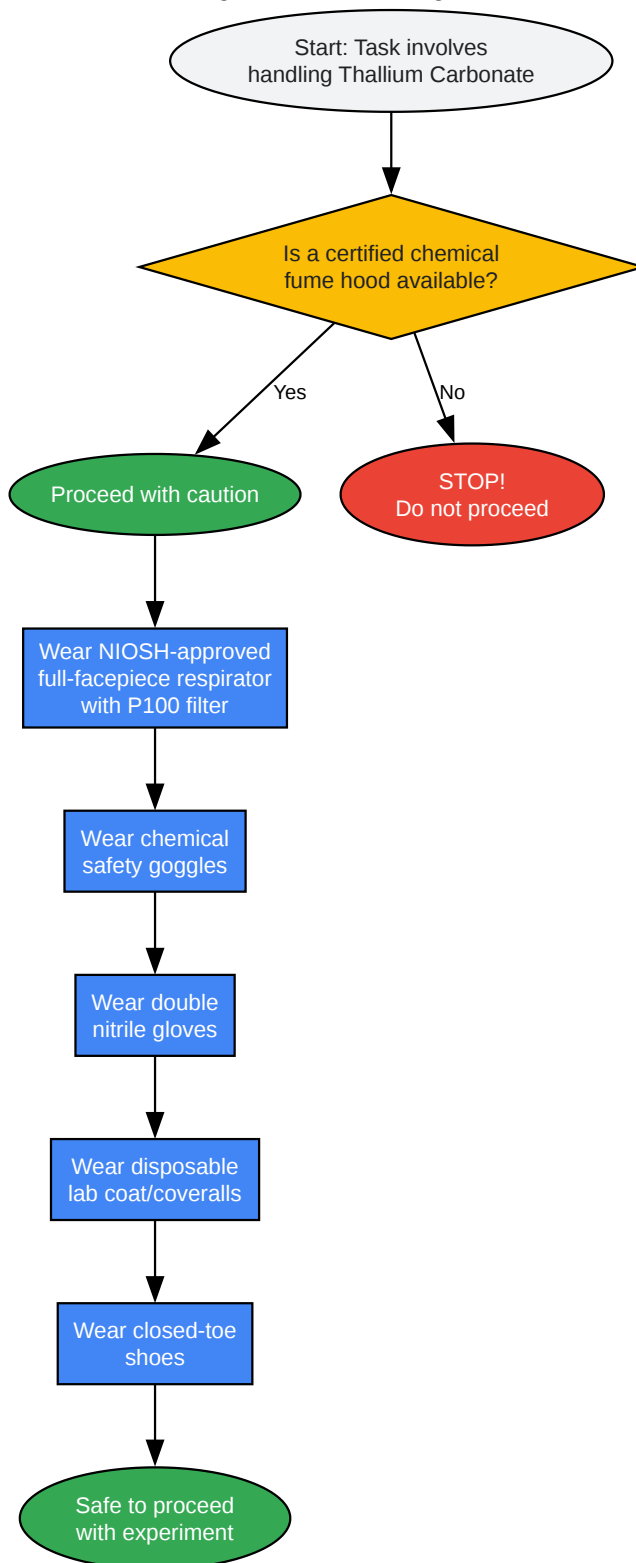 Start: Task involves
handling Thallium Carbonate
Is a certified chemical
fume hood available?
Yes
No
Proceed with caution
STOP!
Do not proceed
Wear NIOSH-approved
full-facepiece respirator
with P100 filter
Wear chemical
safety goggles
Wear double
nitrile gloves
Wear disposable
lab coat/coveralls
Wear closed-toe
shoes
Safe to proceed
with experiment